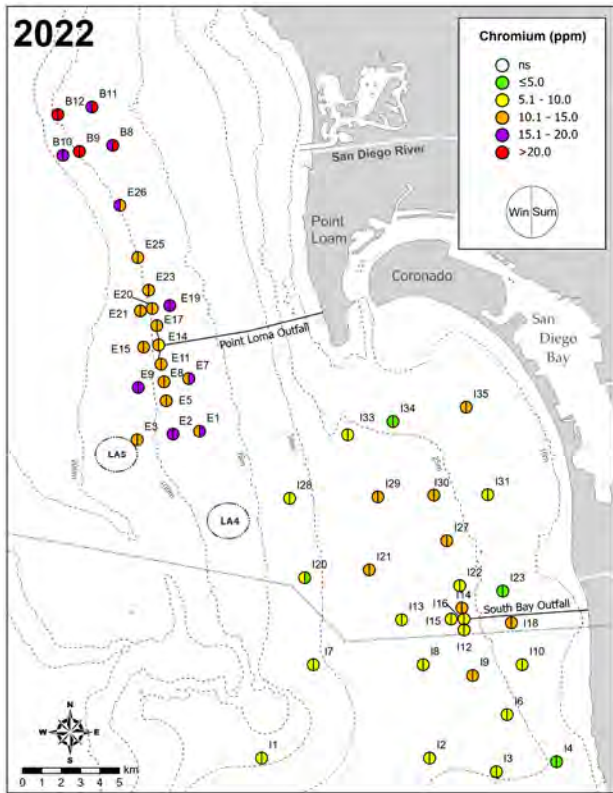 2022
Chromium (ppm)
ns
≤5.0
5.1 - 10.0
10.1 - 15.0
15.1 - 20.0
>20.0
Win Sum
B11
B12
B8
B9
B10
San Diego River
E26
Point
Loam
Coronado
E25
E23
E20
E19
E21
E17
San
Diego
Bay
E14
Point Loma Outfall
E15
E11
E9
E8
E7
E5
E3
E2
E1
LA5
LA4
I35
I34
I33
I28
I29
I30
I31
I27
I21
I20
I22
I23
I14
I16
I13
South Bay Outfall
I15
I18
I12
I7
I8
I9
I10
I6
I1
I2
I3
I4
N
W E
S
0 1 2 3 4 5 km